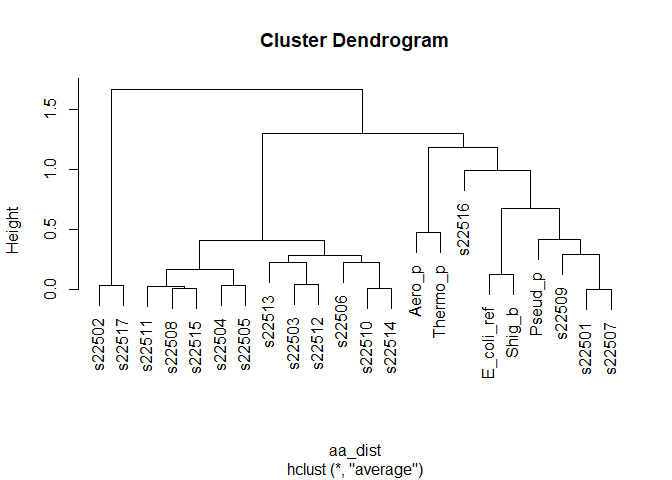 Cluster Dendrogram
Height
1.5
1.0
0.5
0.0
s22502
s22517
s22511
s22508
s22515
s22504
s22505
s22513
s22503
s22512
s22506
s22510
s22514
Aero_p
Thermo_p
s22516
E_coli_ref
Shig_b
Pseud_p
s22509
s22501
s22507
aa_dist
hclust (*, "average")